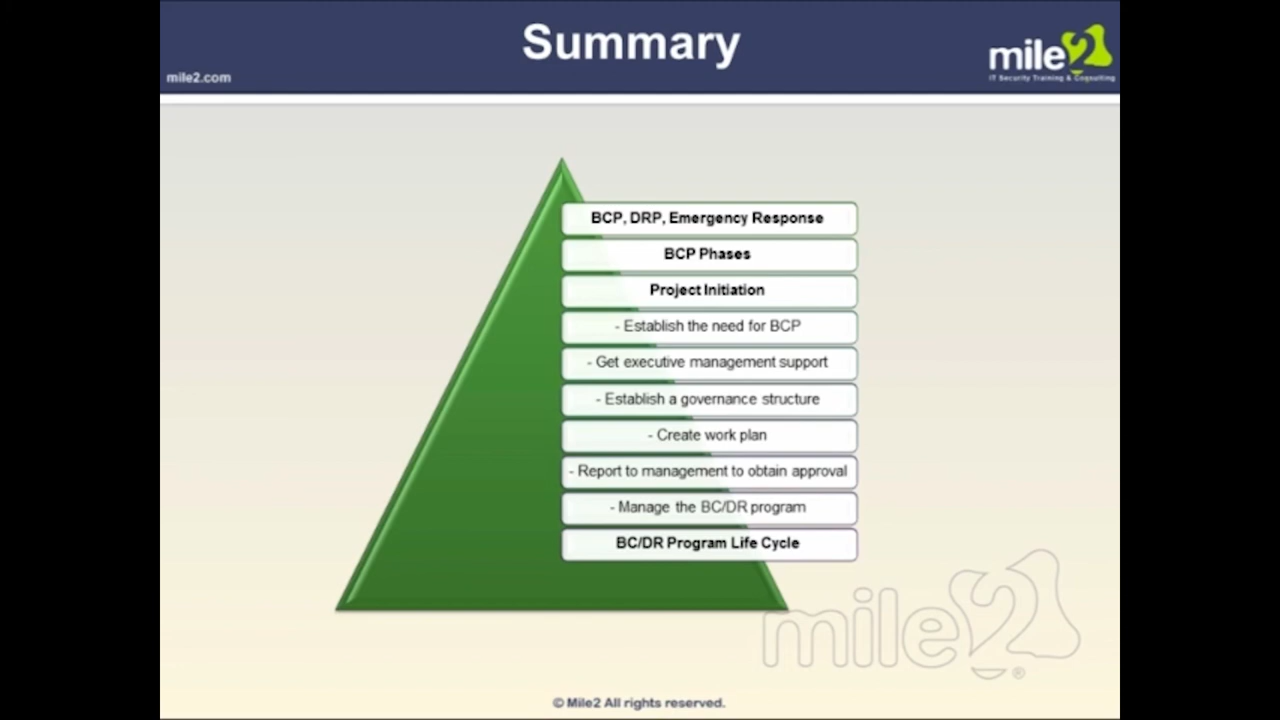 Summary
mile2.com
mile2
IT Security Training & Consulting
BCP, DRP, Emergency Response
BCP Phases
Project Initiation
- Establish the need for BCP
- Get executive management support
- Establish a governance structure
- Create work plan
- Report to management to obtain approval
- Manage the BC/DR program
BC/DR Program Life Cycle
mile2®
© Mile2 All rights reserved.